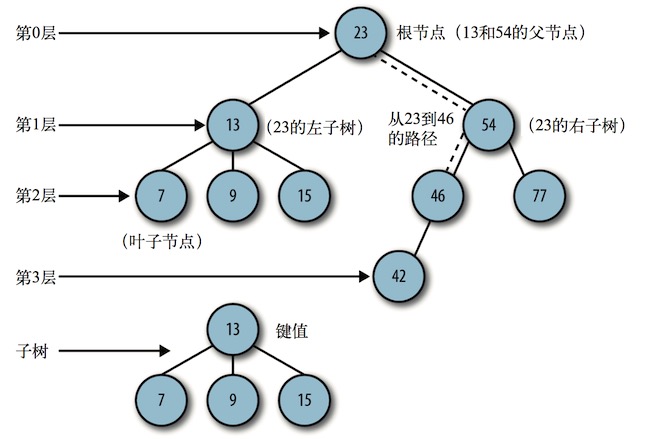 第0层
23
根节点（13和54的父节点）
第1层
13
（23的左子树）
从23到46
的路径
54
（23的右子树）
第2层
7
9
15
46
77
（叶子节点）
第3层
42
13
键值
子树
7
9
15